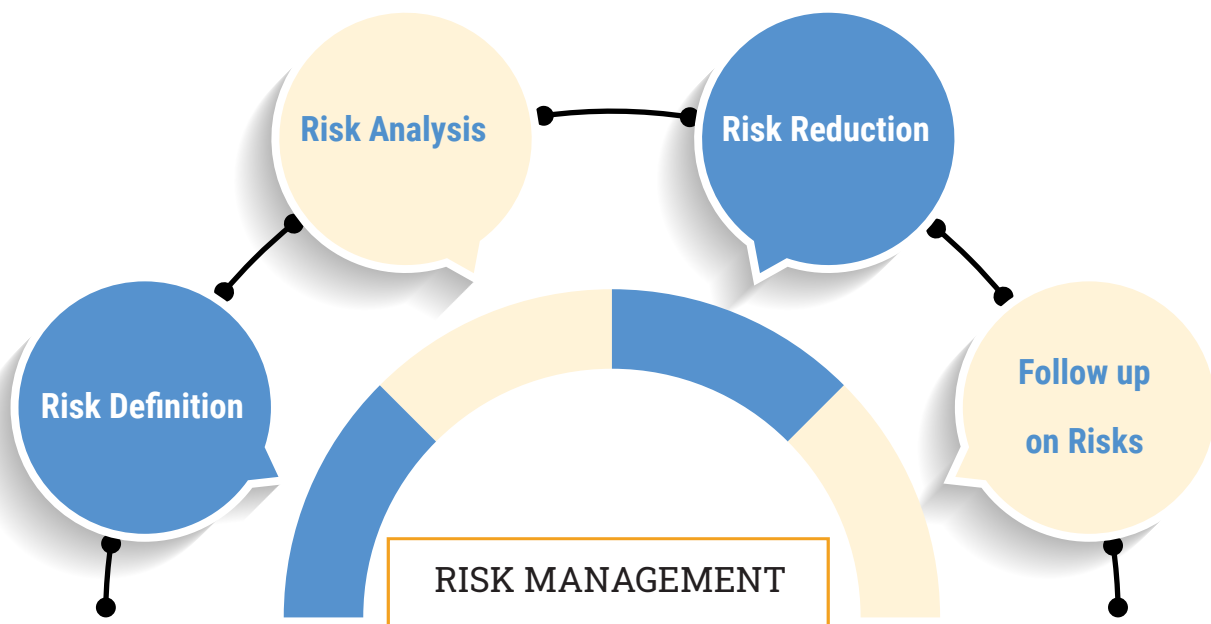 Risk Analysis
Risk Reduction
Risk Definition
Follow up
on Risks
RISK MANAGEMENT